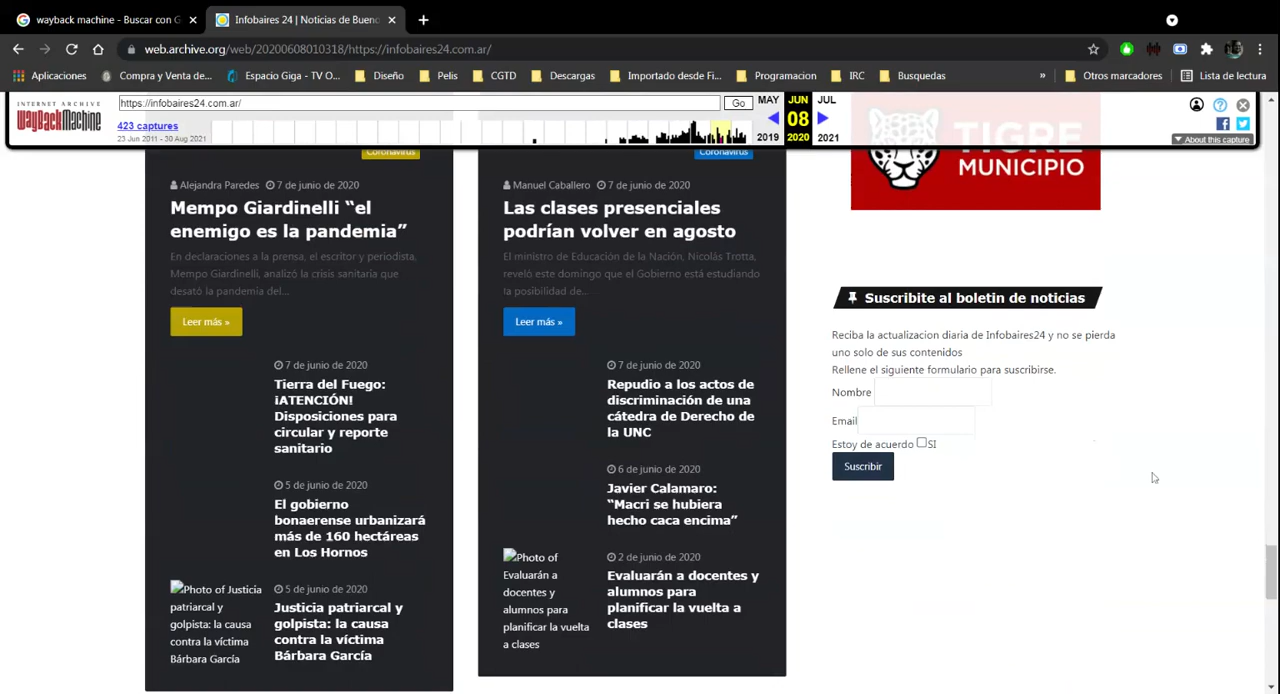 wayback machine - Buscar con G
Infobaires 24 | Noticias de Bueno
web.archive.org/web/20200608010318/https://infobaires24.com.ar/
Aplicaciones
Compra y Venta de...
Espacio Giga - TV O...
Diseño
Pelis
CGTD
Descargas
Importado desde Fi...
Programacion
IRC
Busquedas
»
Otros marcadores
Lista de lectura
INTERNET ARCHIVE
WayBackMachine
https://infobaires24.com.ar/
Go
423 captures
23 Jun 2011 - 30 Aug 2021
MAY JUN JUL
08
2019 2020 2021
About this capture
Coronavirus
Alejandra Paredes 7 de junio de 2020
Mempo Giardinelli “el
enemigo es la pandemia”
En declaraciones a la prensa, el escritor y periodista,
Mempo Giardinelli, analizó la crisis sanitaria que
desató la pandemia del...
Leer más »
7 de junio de 2020
Tierra del Fuego:
¡ATENCIÓN!
Disposiciones para
circular y reporte
sanitario
5 de junio de 2020
El gobierno
bonaerense urbanizará
más de 160 hectáreas
en Los Hornos
Photo of Justicia
patriarcal y
golpista: la causa
contra la víctima
Bárbara García
5 de junio de 2020
Justicia patriarcal y
golpista: la causa
contra la víctima
Bárbara García
Coronavirus
Manuel Caballero 7 de junio de 2020
Las clases presenciales
podrían volver en agosto
El ministro de Educación de la Nación, Nicolás Trotta,
reveló este domingo que el Gobierno está estudiando
la posibilidad de...
Leer más »
7 de junio de 2020
Repudio a los actos de
discriminación de una
cátedra de Derecho de
la UNC
6 de junio de 2020
Javier Calamaro:
“Macri se hubiera
hecho caca encima”
Photo of
Evaluarán a
docentes y
alumnos para
planificar la vuelta
a clases
2 de junio de 2020
Evaluarán a docentes y
alumnos para
planificar la vuelta a
clases
TIGRE
MUNICIPIO
Suscribite al boletin de noticias
Reciba la actualizacion diaria de Infobaires24 y no se pierda
uno solo de sus contenidos
Rellene el siguiente formulario para suscribirse.
Nombre
Email
Estoy de acuerdo SI
Suscribir